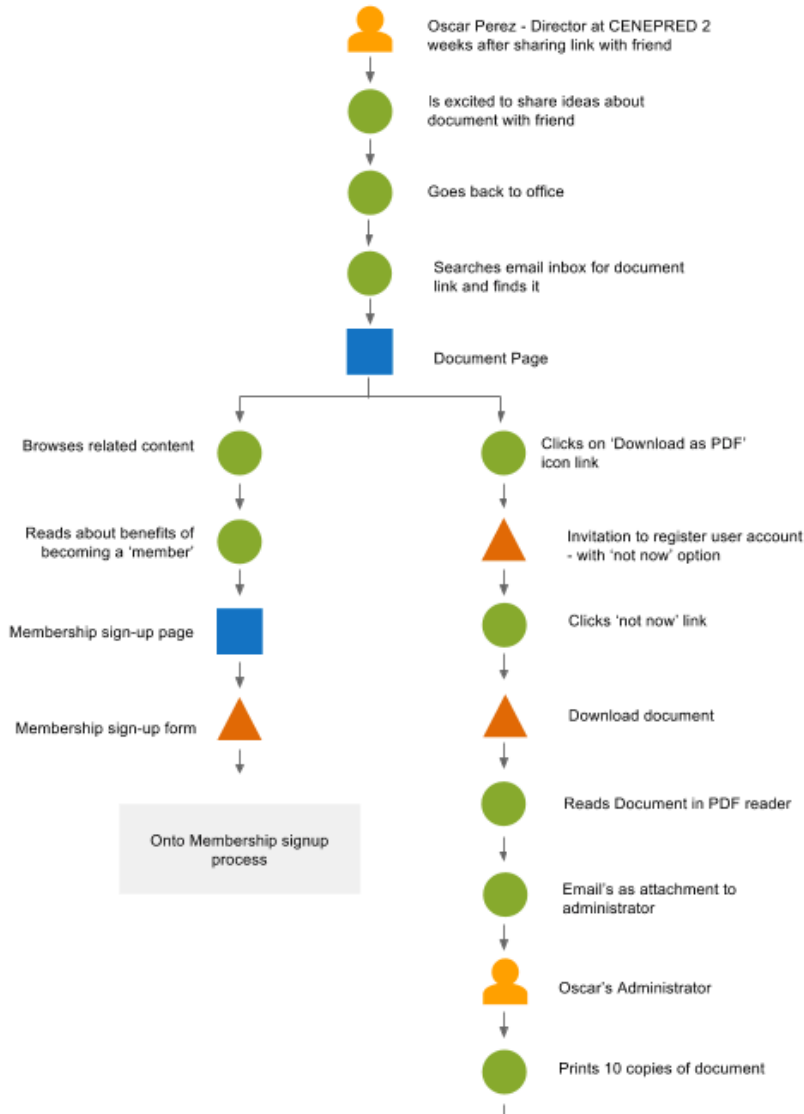 Oscar Perez - Director at CENEPRED 2
weeks after sharing link with friend
Is excited to share ideas about
document with friend
Goes back to office
Searches email inbox for document
link and finds it
Document Page
Browses related content
Reads about benefits of
becoming a ‘member’
Membership sign-up page
Membership sign-up form
Onto Membership signup
process
Clicks on ‘Download as PDF’
icon link
Invitation to register user account
- with ‘not now’ option
Clicks ‘not now’ link
Download document
Reads Document in PDF reader
Email’s as attachment to
administrator
Oscar’s Administrator
Prints 10 copies of document